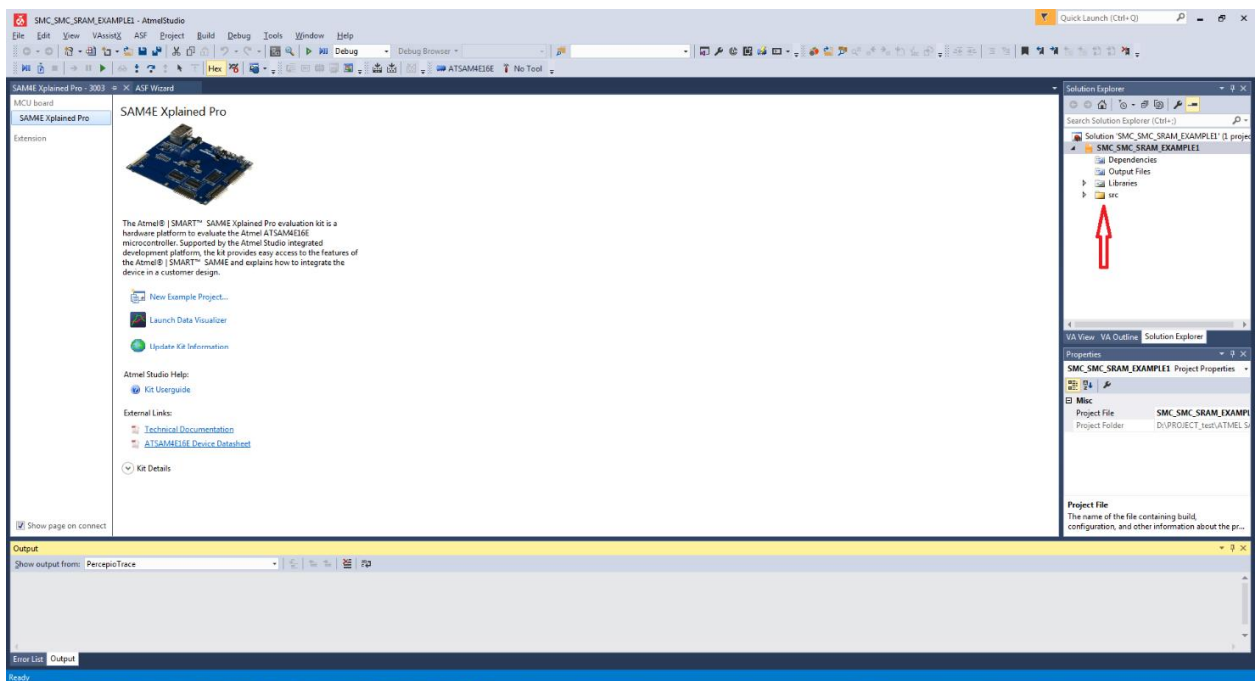 SMC_SMC_SRAM_EXAMPLE1 - AtmelStudio
Quick Launch (Ctrl+Q)
File Edit View VAssistX ASF Project Build Debug Tools Window Help
Debug Debug Browser
Hex ATSAM4E16E No Tool
SAM4E Xplained Pro - 3003 ASF Wizard
MCU board
SAM4E Xplained Pro
Extension
SAM4E Xplained Pro
The Atmel® | SMART™ SAM4E Xplained Pro evaluation kit is a
hardware platform to evaluate the Atmel ATSAM4E16E
microcontroller. Supported by the Atmel Studio integrated
development platform, the kit provides easy access to the features of
the Atmel® | SMART™ SAM4E and explains how to integrate the
device in a customer design.
New Example Project...
Launch Data Visualizer
Update Kit Information
Atmel Studio Help:
Kit Userguide
External Links:
Technical Documentation
ATSAM4E16E Device Datasheet
Kit Details
Show page on connect
Solution Explorer
Search Solution Explorer (Ctrl+;)
Solution 'SMC_SMC_SRAM_EXAMPLE1' (1 projec
SMC_SMC_SRAM_EXAMPLE1
Dependencies
Output Files
Libraries
src
VA View VA Outline Solution Explorer
Properties
SMC_SMC_SRAM_EXAMPLE1 Project Properties
Misc
Project File SMC_SMC_SRAM_EXAMPL
Project Folder D:\PROJECT_test\ATMEL SA
Project File
The name of the file containing build,
configuration, and other information about the pr...
Output
Show output from: PercepioTrace
Error List Output
Ready